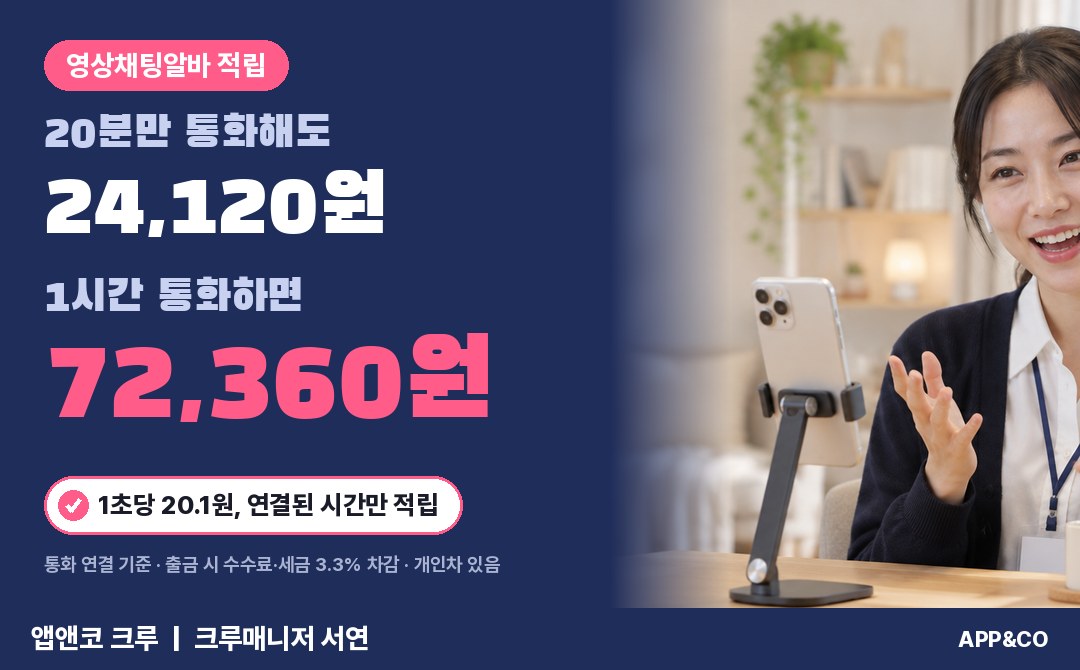 영상채팅알바 적립
20분만 통화해도
24,120원
1시간 통화하면
72,360원
1초당 20.1원, 연결된 시간만 적립
통화 연결 기준 · 출금 시 수수료·세금 3.3% 차감 · 개인차 있음
앱앤코 크루 | 크루매니저 서연
APP&CO